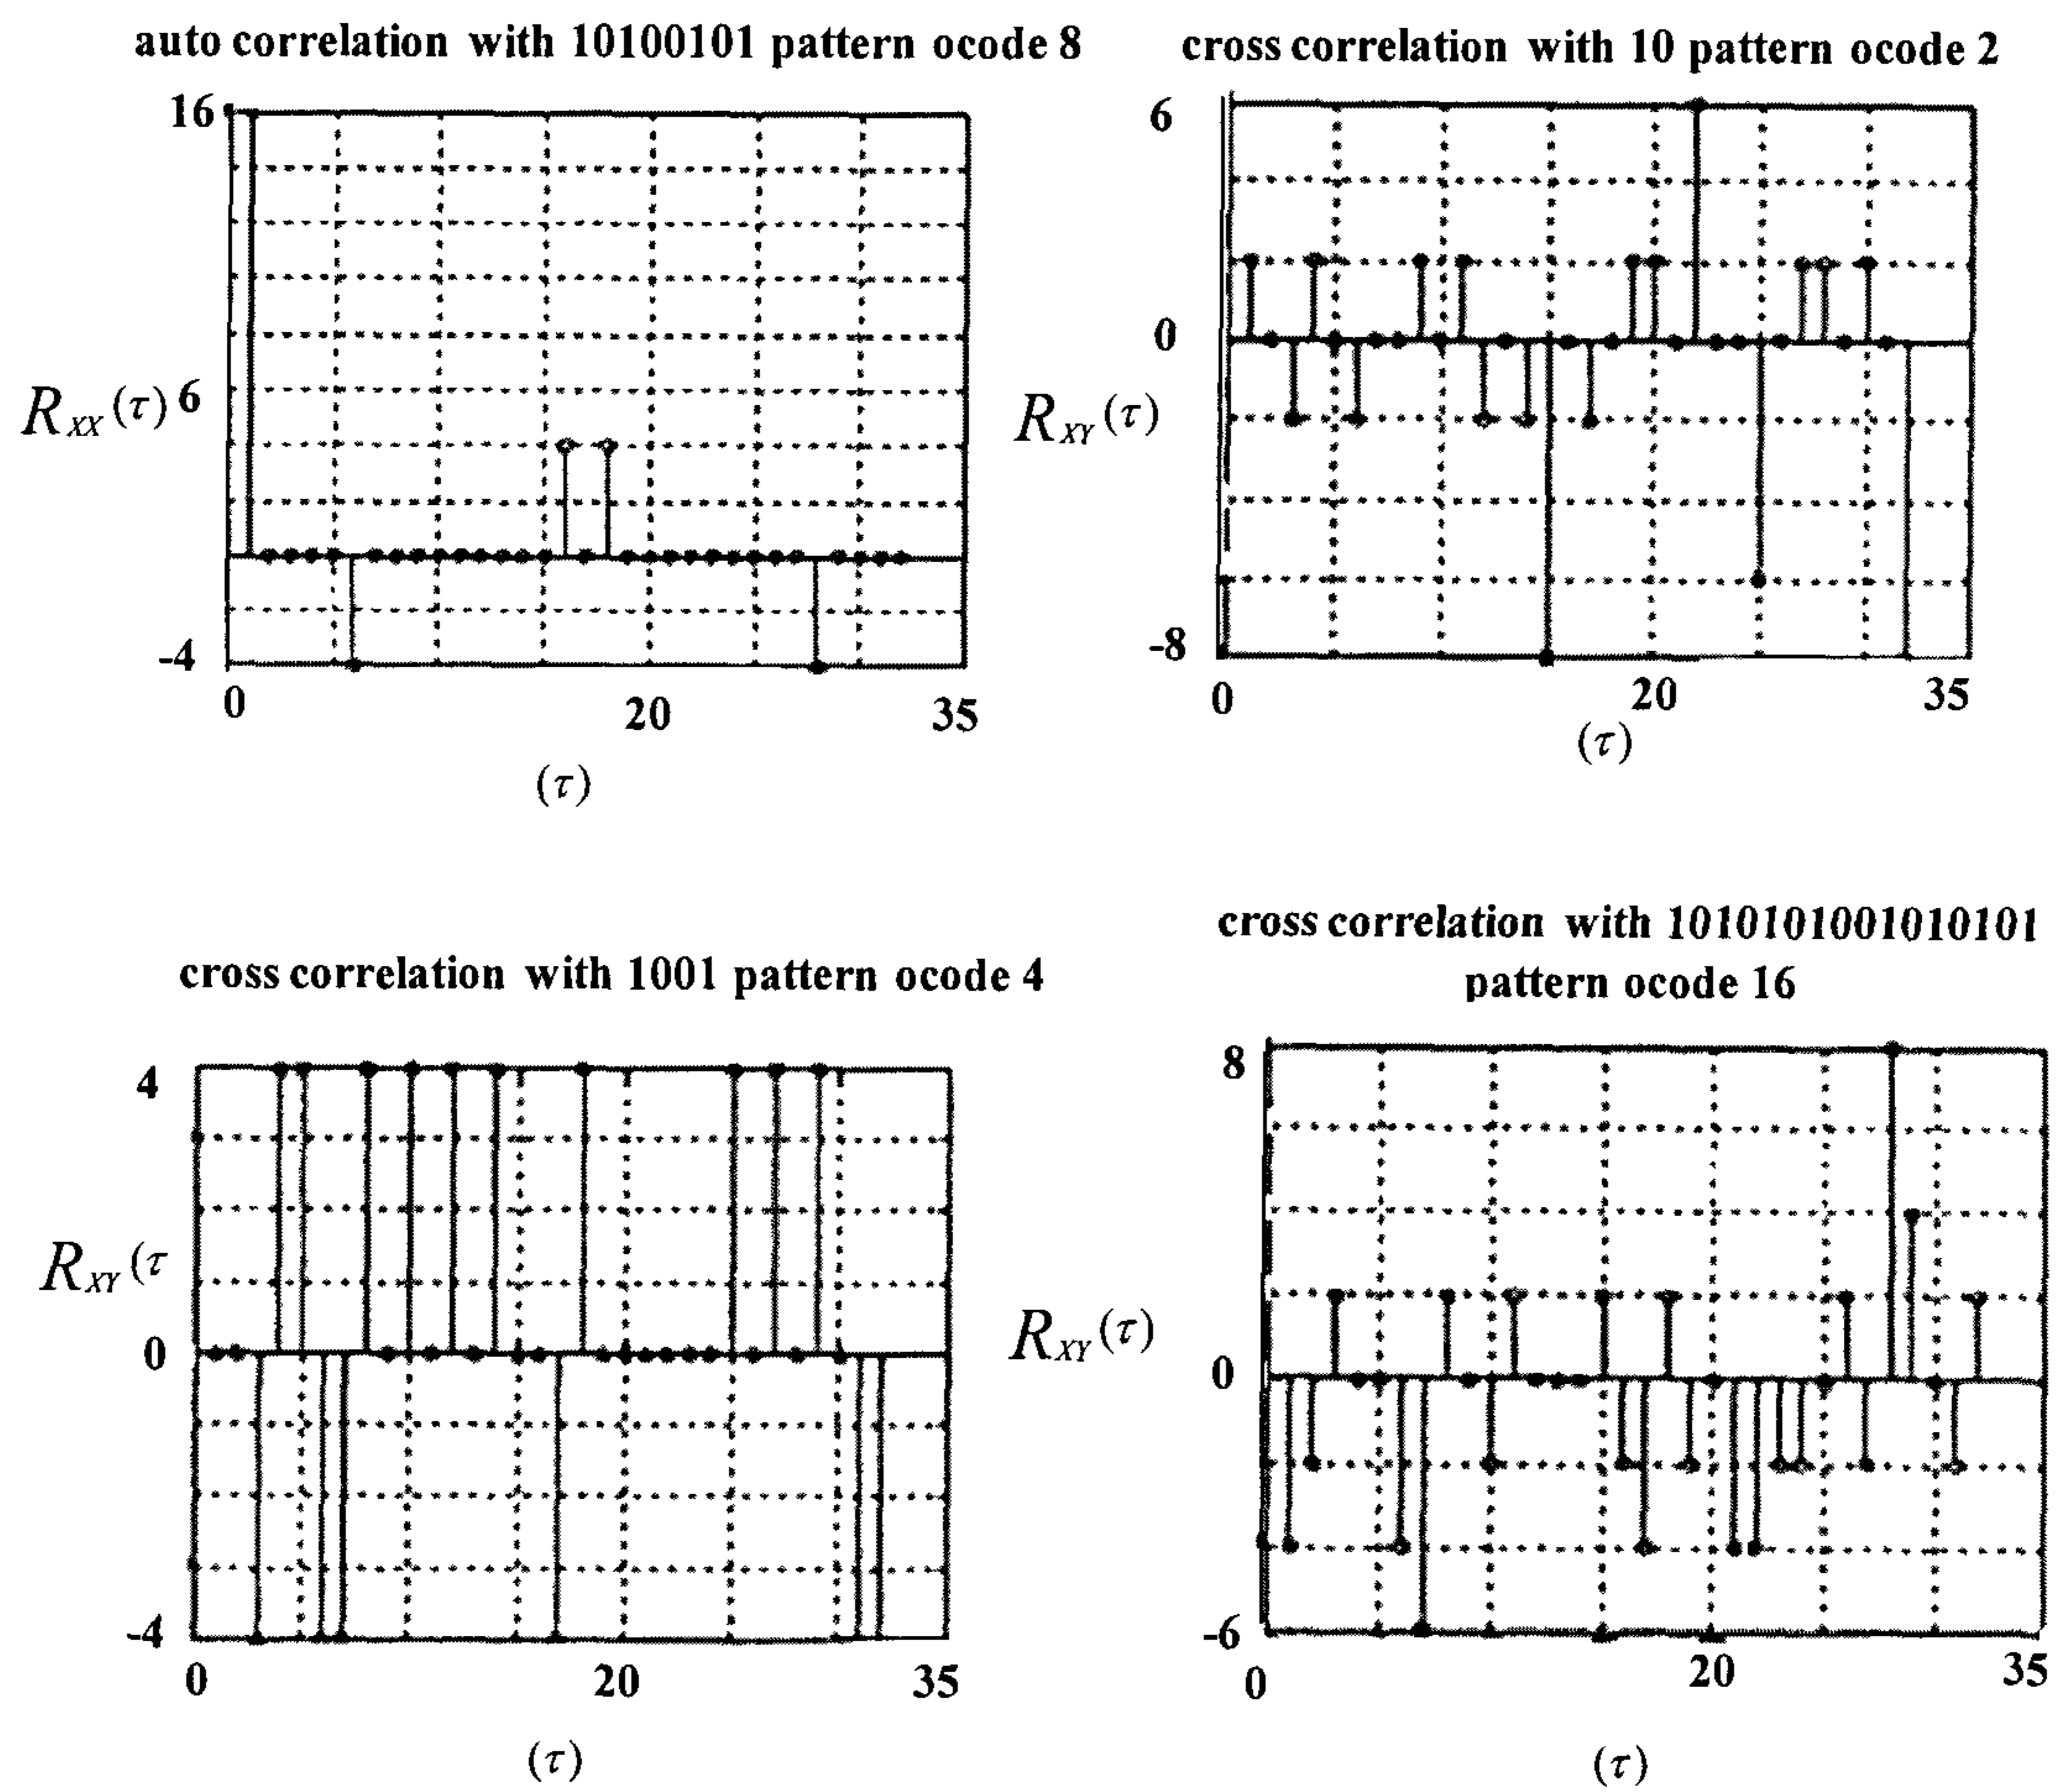 auto correlation with 10100101 pattern ocode 8
16
R_XX(τ) 6
-4
0 20 35
(τ)
cross correlation with 10 pattern ocode 2
6
0
R_XY(τ)
-8
0 20 35
(τ)
cross correlation with 1001 pattern ocode 4
4
R_XY(τ
0
-4
0 20 35
(τ)
cross correlation with 1010101001010101
pattern ocode 16
8
R_XY(τ)
0
-6
0 20 35
(τ)